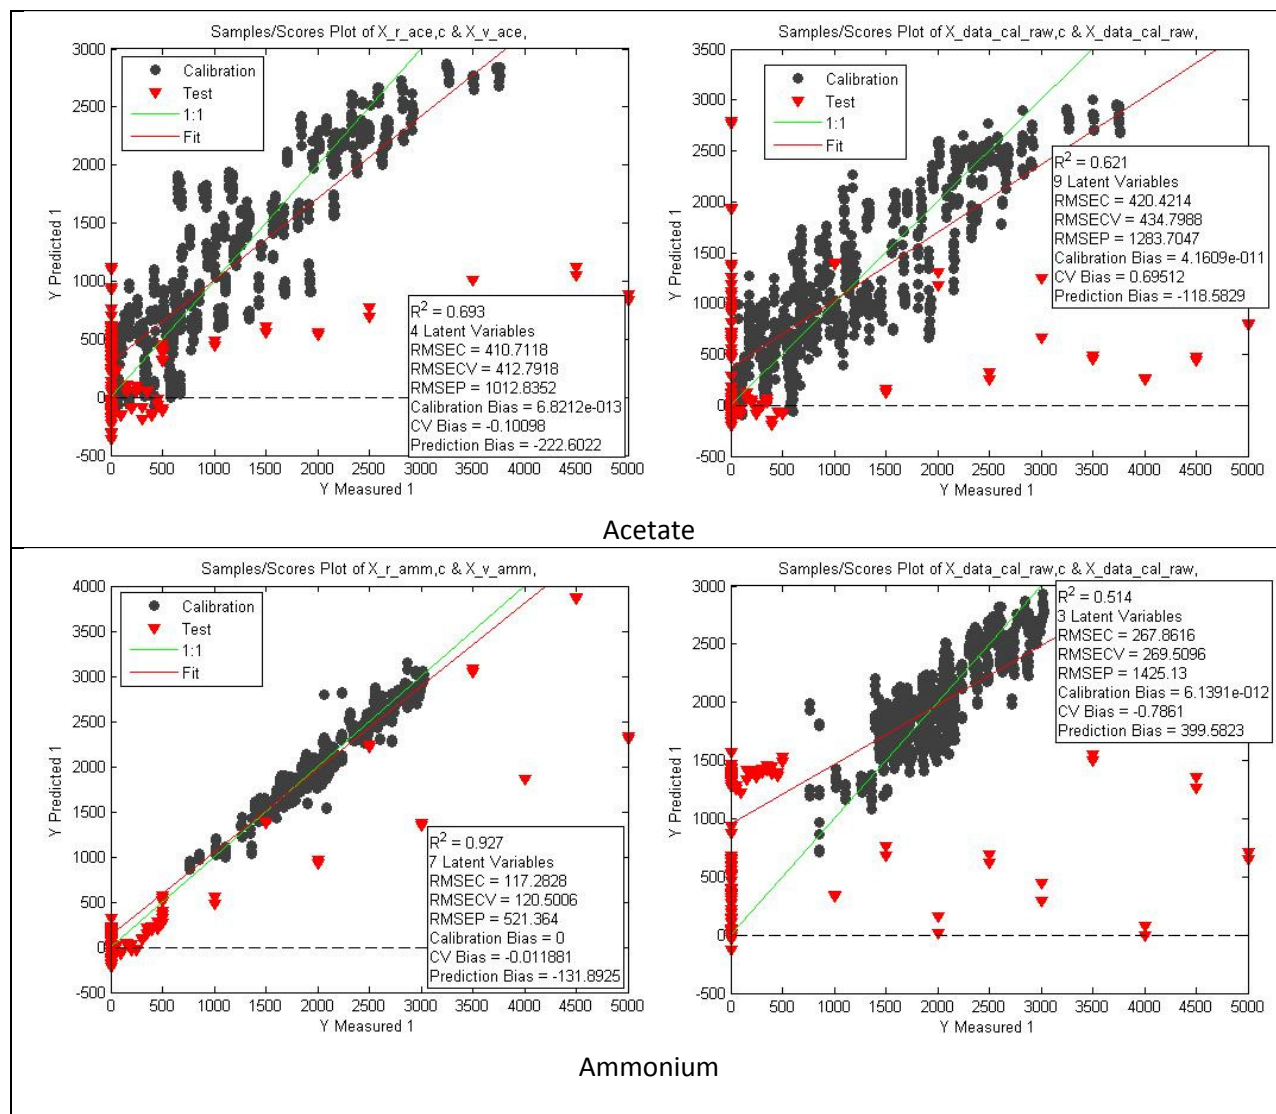 Samples/Scores Plot of X_r_ace,c & X_v_ace,
3000
2500
2000
1500
1000
500
0
-500
Y Predicted 1
Calibration
Test
1:1
Fit
R² = 0.693
4 Latent Variables
RMSEC = 410.7118
RMSECV = 412.7918
RMSEP = 1012.8352
Calibration Bias = 6.8212e-013
CV Bias = -0.10098
Prediction Bias = -222.6022
0 500 1000 1500 2000 2500 3000 3500 4000 4500 5000
Y Measured 1
Samples/Scores Plot of X_data_cal_raw,c & X_data_cal_raw,
3500
3000
2500
2000
1500
1000
500
0
-500
Y Predicted 1
Calibration
Test
1:1
Fit
R² = 0.621
9 Latent Variables
RMSEC = 420.4214
RMSECV = 434.7988
RMSEP = 1283.7047
Calibration Bias = 4.1609e-011
CV Bias = 0.69512
Prediction Bias = -118.5829
0 500 1000 1500 2000 2500 3000 3500 4000 4500 5000
Y Measured 1
Acetate
Samples/Scores Plot of X_r_amm,c & X_v_amm,
4000
3500
3000
2500
2000
1500
1000
500
0
-500
Y Predicted 1
Calibration
Test
1:1
Fit
R² = 0.927
7 Latent Variables
RMSEC = 117.2828
RMSECV = 120.5006
RMSEP = 521.364
Calibration Bias = 0
CV Bias = -0.011881
Prediction Bias = -131.8925
0 500 1000 1500 2000 2500 3000 3500 4000 4500 5000
Y Measured 1
Samples/Scores Plot of X_data_cal_raw,c & X_data_cal_raw,
3000
2500
2000
1500
1000
500
0
-500
Y Predicted 1
R² = 0.514
3 Latent Variables
RMSEC = 267.8616
RMSECV = 269.5096
RMSEP = 1425.13
Calibration Bias = 6.1391e-012
CV Bias = -0.7861
Prediction Bias = 399.5823
0 500 1000 1500 2000 2500 3000 3500 4000 4500 5000
Y Measured 1
Ammonium